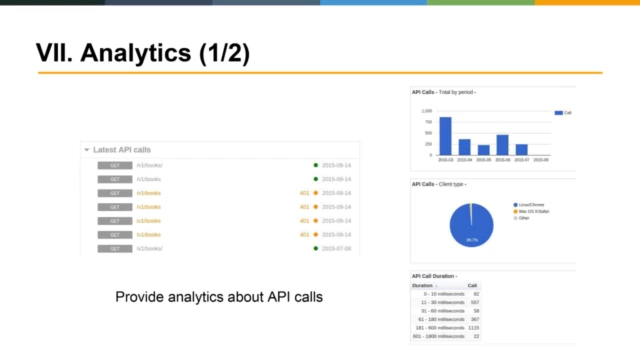 VII. Analytics (1/2)
Latest API calls
GET /v1/books/ 2015-09-14
GET /v1/books 2015-09-14
GET /v1/books 401 2015-09-14
GET /v1/books 401 2015-09-14
GET /v1/books 401 2015-09-14
GET /v1/books 401 2015-09-14
GET /v1/books/ 2015-07-08
Provide analytics about API calls
API Calls - Total by period -
Call
1,000
750
500
250
0
2015-03 2015-04 2015-05 2015-06 2015-07 2015-09
API Calls - Client type -
Linux/Chrome
Mac OS X/Safari
Other
API Call Duration -
Duration Call
0 - 10 milliseconds 82
11 - 30 milliseconds 557
31 - 60 milliseconds 58
61 - 180 milliseconds 367
181 - 600 milliseconds 1115
601 - 1800 milliseconds 22